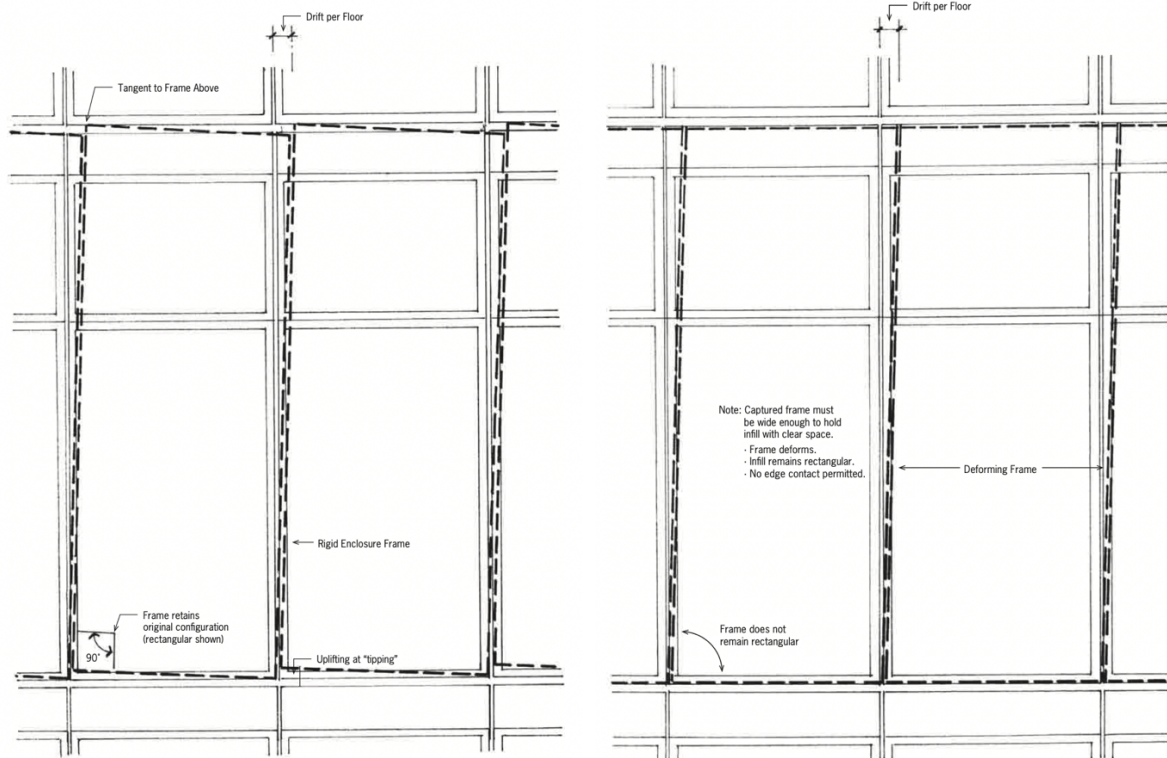 Drift per Floor
Tangent to Frame Above
Rigid Enclosure Frame
Frame retains
original configuration
(rectangular shown)
90°
Uplifting at “tipping”
Drift per Floor
Note: Captured frame must
be wide enough to hold
infill with clear space.
· Frame deforms.
· Infill remains rectangular.
· No edge contact permitted.
Deforming Frame
Frame does not
remain rectangular